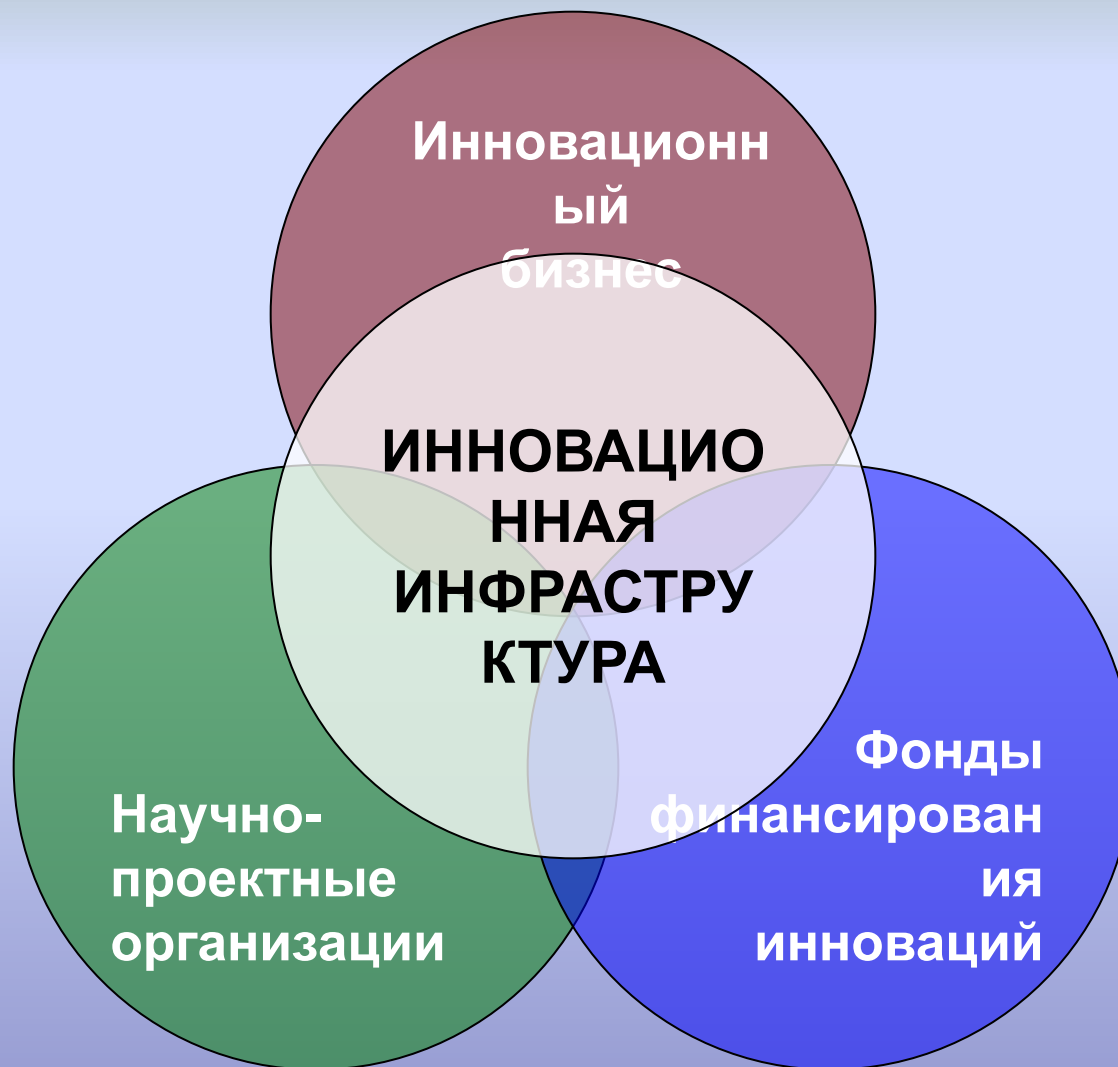 Инновационн
ый
бизнес
ИННОВАЦИО
ННАЯ
ИНФРАСТРУ
КТУРА
Научно-
проектные
организации
Фонды
финансирован
ия
инноваций